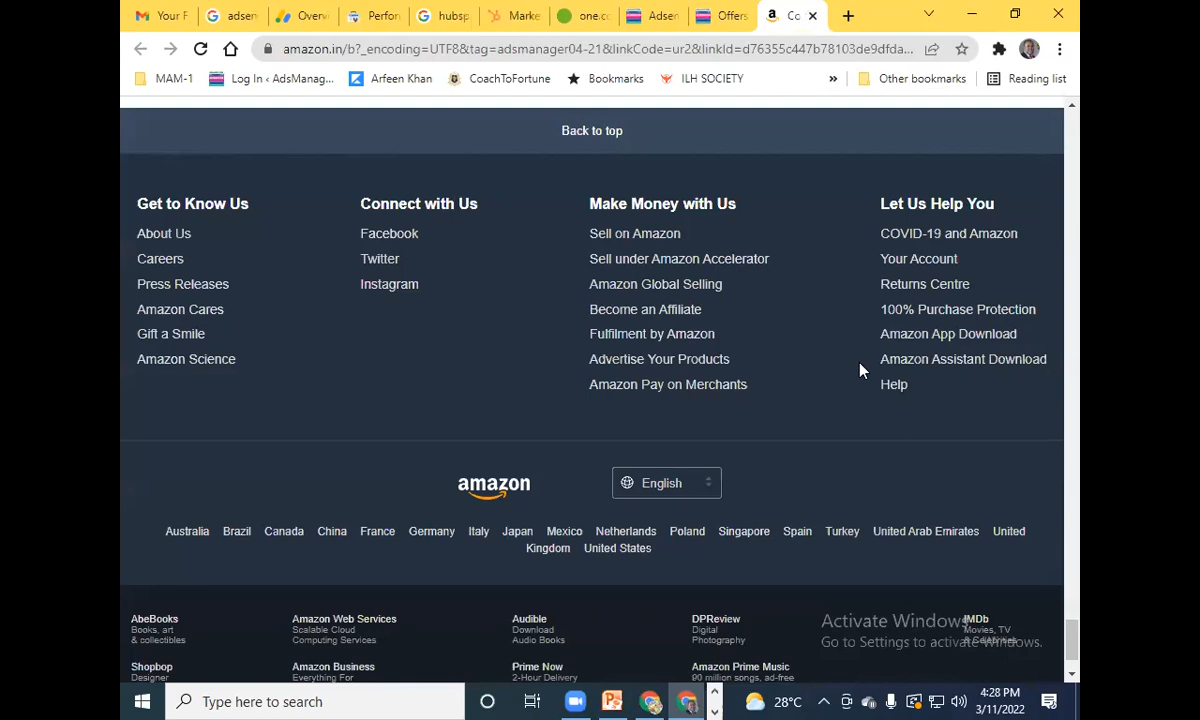 Your F
adsen
Overv
Perfor
hubsp
Marke
one.c
Adsen
Offers
a Co
amazon.in/b?_encoding=UTF8&tag=adsmanager04-21&linkCode=ur2&linkId=d76355c447b78103de9dfda...
MAM-1 Log In ‹ AdsManag... Arfeen Khan CoachToFortune Bookmarks ILH SOCIETY » Other bookmarks Reading list
Back to top
Get to Know Us
About Us
Careers
Press Releases
Amazon Cares
Gift a Smile
Amazon Science
Connect with Us
Facebook
Twitter
Instagram
Make Money with Us
Sell on Amazon
Sell under Amazon Accelerator
Amazon Global Selling
Become an Affiliate
Fulfilment by Amazon
Advertise Your Products
Amazon Pay on Merchants
Let Us Help You
COVID-19 and Amazon
Your Account
Returns Centre
100% Purchase Protection
Amazon App Download
Amazon Assistant Download
Help
amazon
English
Australia Brazil Canada China France Germany Italy Japan Mexico Netherlands Poland Singapore Spain Turkey United Arab Emirates United
Kingdom United States
AbeBooks
Books, art
& collectibles
Amazon Web Services
Scalable Cloud
Computing Services
Audible
Download
Audio Books
DPReview
Digital
Photography
IMDb
Movies, TV
& Celebrities
Activate Windows
Go to Settings to activate Windows.
Shopbop
Designer
Amazon Business
Everything For
Prime Now
2-Hour Delivery
Amazon Prime Music
90 million songs, ad-free
Type here to search
28°C
4:28 PM
3/11/2022